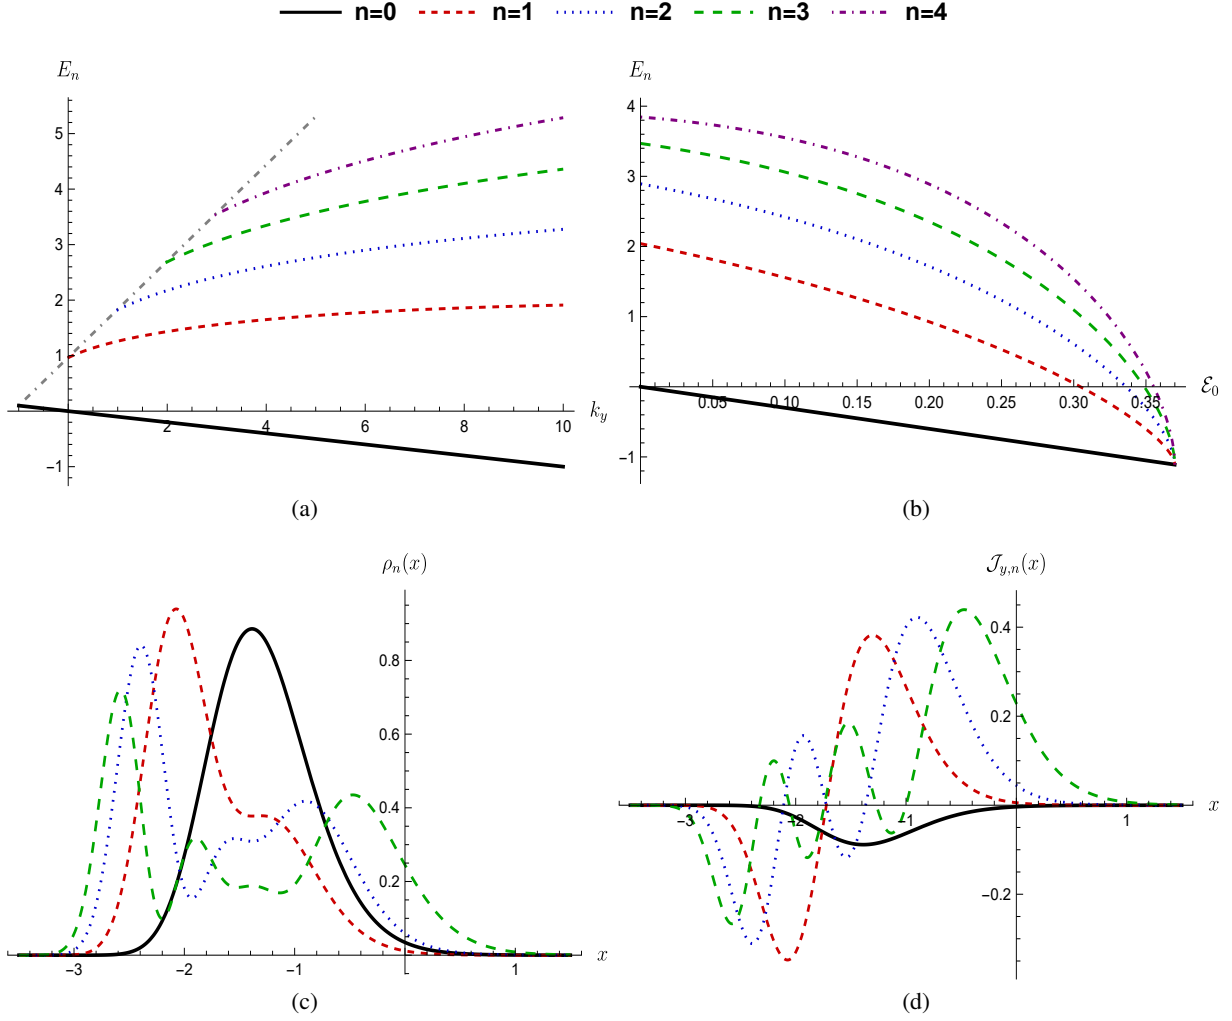 n=0 n=1 n=2 n=3 n=4
E_n
5
4
3
2
1
−1
2 4 6 8 10
k_y
(a)
E_n
4
3
2
1
−1
0.05 0.10 0.15 0.20 0.25 0.30 0.35
ℰ_0
(b)
ρ_n(x)
0.8
0.6
0.4
0.2
−3 −2 −1 1
x
(c)
𝒥_{y,n}(x)
0.4
0.2
−0.2
−3 −2 −1 1
x
(d)